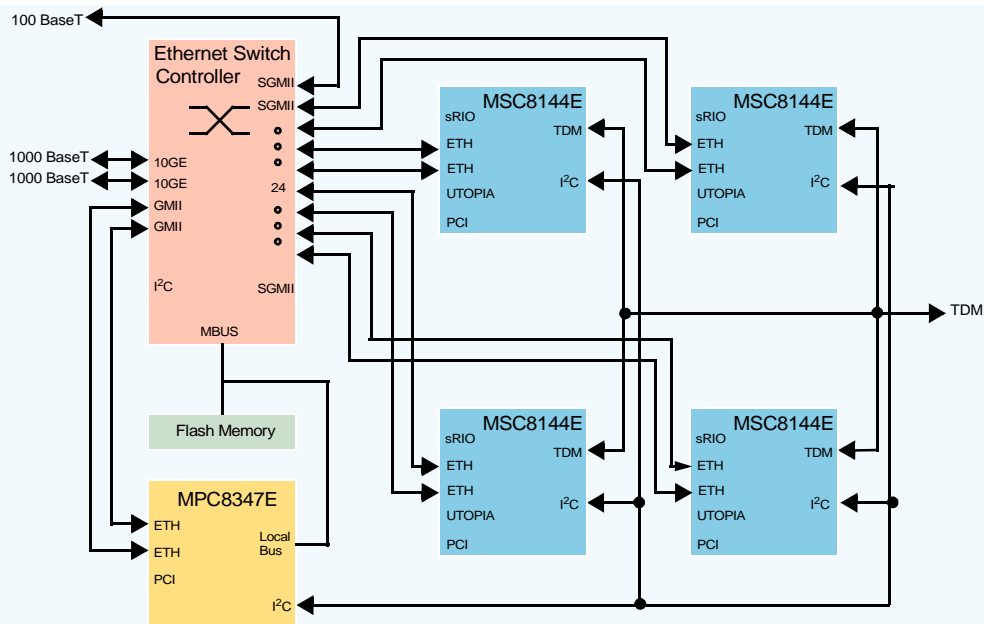 100 BaseT
Ethernet Switch
Controller
SGMII
SGMII
1000 BaseT
1000 BaseT
10GE
10GE
24
GMII
GMII
I²C
SGMII
MBUS
Flash Memory
MPC8347E
ETH
ETH
Local
Bus
PCI
I²C
MSC8144E
sRIO
TDM
ETH
ETH
I²C
UTOPIA
PCI
MSC8144E
sRIO
TDM
ETH
ETH
I²C
UTOPIA
PCI
TDM
MSC8144E
sRIO
TDM
ETH
ETH
I²C
UTOPIA
PCI
MSC8144E
sRIO
TDM
ETH
ETH
I²C
UTOPIA
PCI